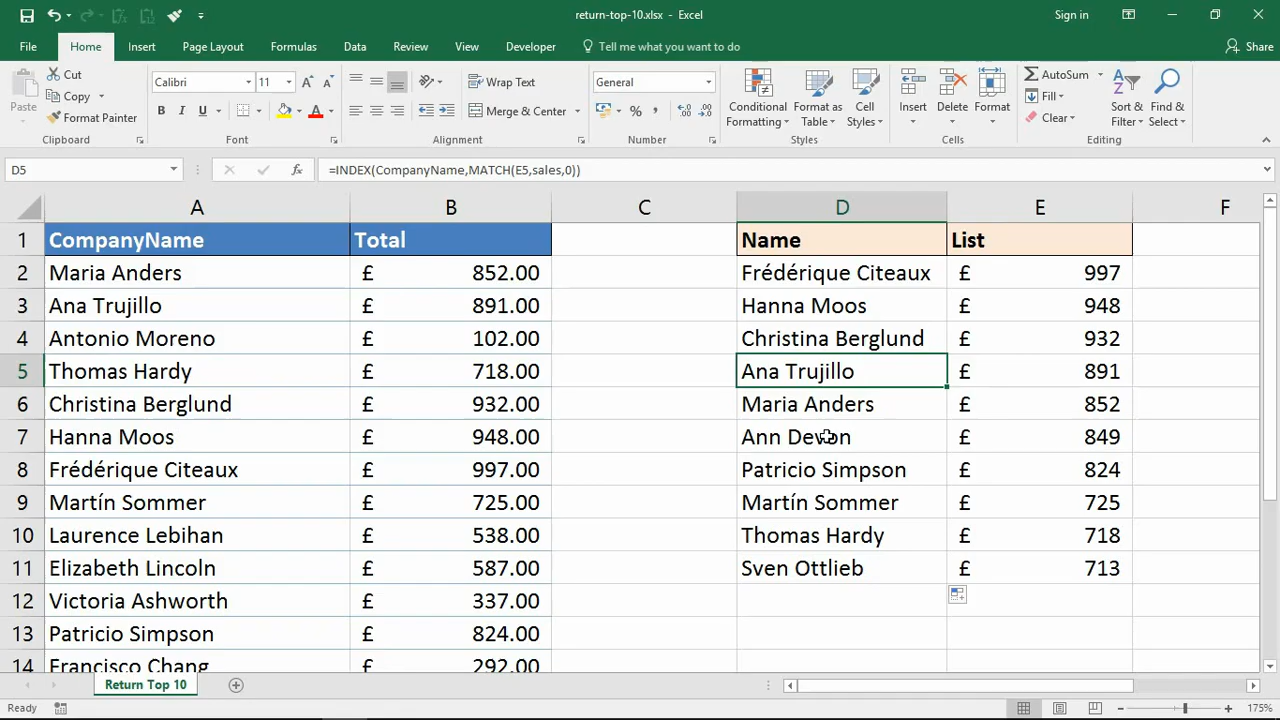 return-top-10.xlsx - Excel
Sign in
File Home Insert Page Layout Formulas Data Review View Developer Tell me what you want to do Share
Paste
Cut
Copy
Format Painter
Clipboard
Calibri 11
B I U
Font
Wrap Text
Merge & Center
Alignment
General
% ,
Number
Conditional Formatting
Format as Table
Cell Styles
Styles
Insert
Delete
Format
Cells
AutoSum
Fill
Clear
Sort & Filter
Find & Select
Editing
D5 fx =INDEX(CompanyName,MATCH(E5,sales,0))
A B C D E F
1 CompanyName Total Name List
2 Maria Anders £ 852.00 Frédérique Citeaux £ 997
3 Ana Trujillo £ 891.00 Hanna Moos £ 948
4 Antonio Moreno £ 102.00 Christina Berglund £ 932
5 Thomas Hardy £ 718.00 Ana Trujillo £ 891
6 Christina Berglund £ 932.00 Maria Anders £ 852
7 Hanna Moos £ 948.00 Ann Devon £ 849
8 Frédérique Citeaux £ 997.00 Patricio Simpson £ 824
9 Martín Sommer £ 725.00 Martín Sommer £ 725
10 Laurence Lebihan £ 538.00 Thomas Hardy £ 718
11 Elizabeth Lincoln £ 587.00 Sven Ottlieb £ 713
12 Victoria Ashworth £ 337.00
13 Patricio Simpson £ 824.00
14 Francisco Chang £ 292.00
Return Top 10
Ready 175%